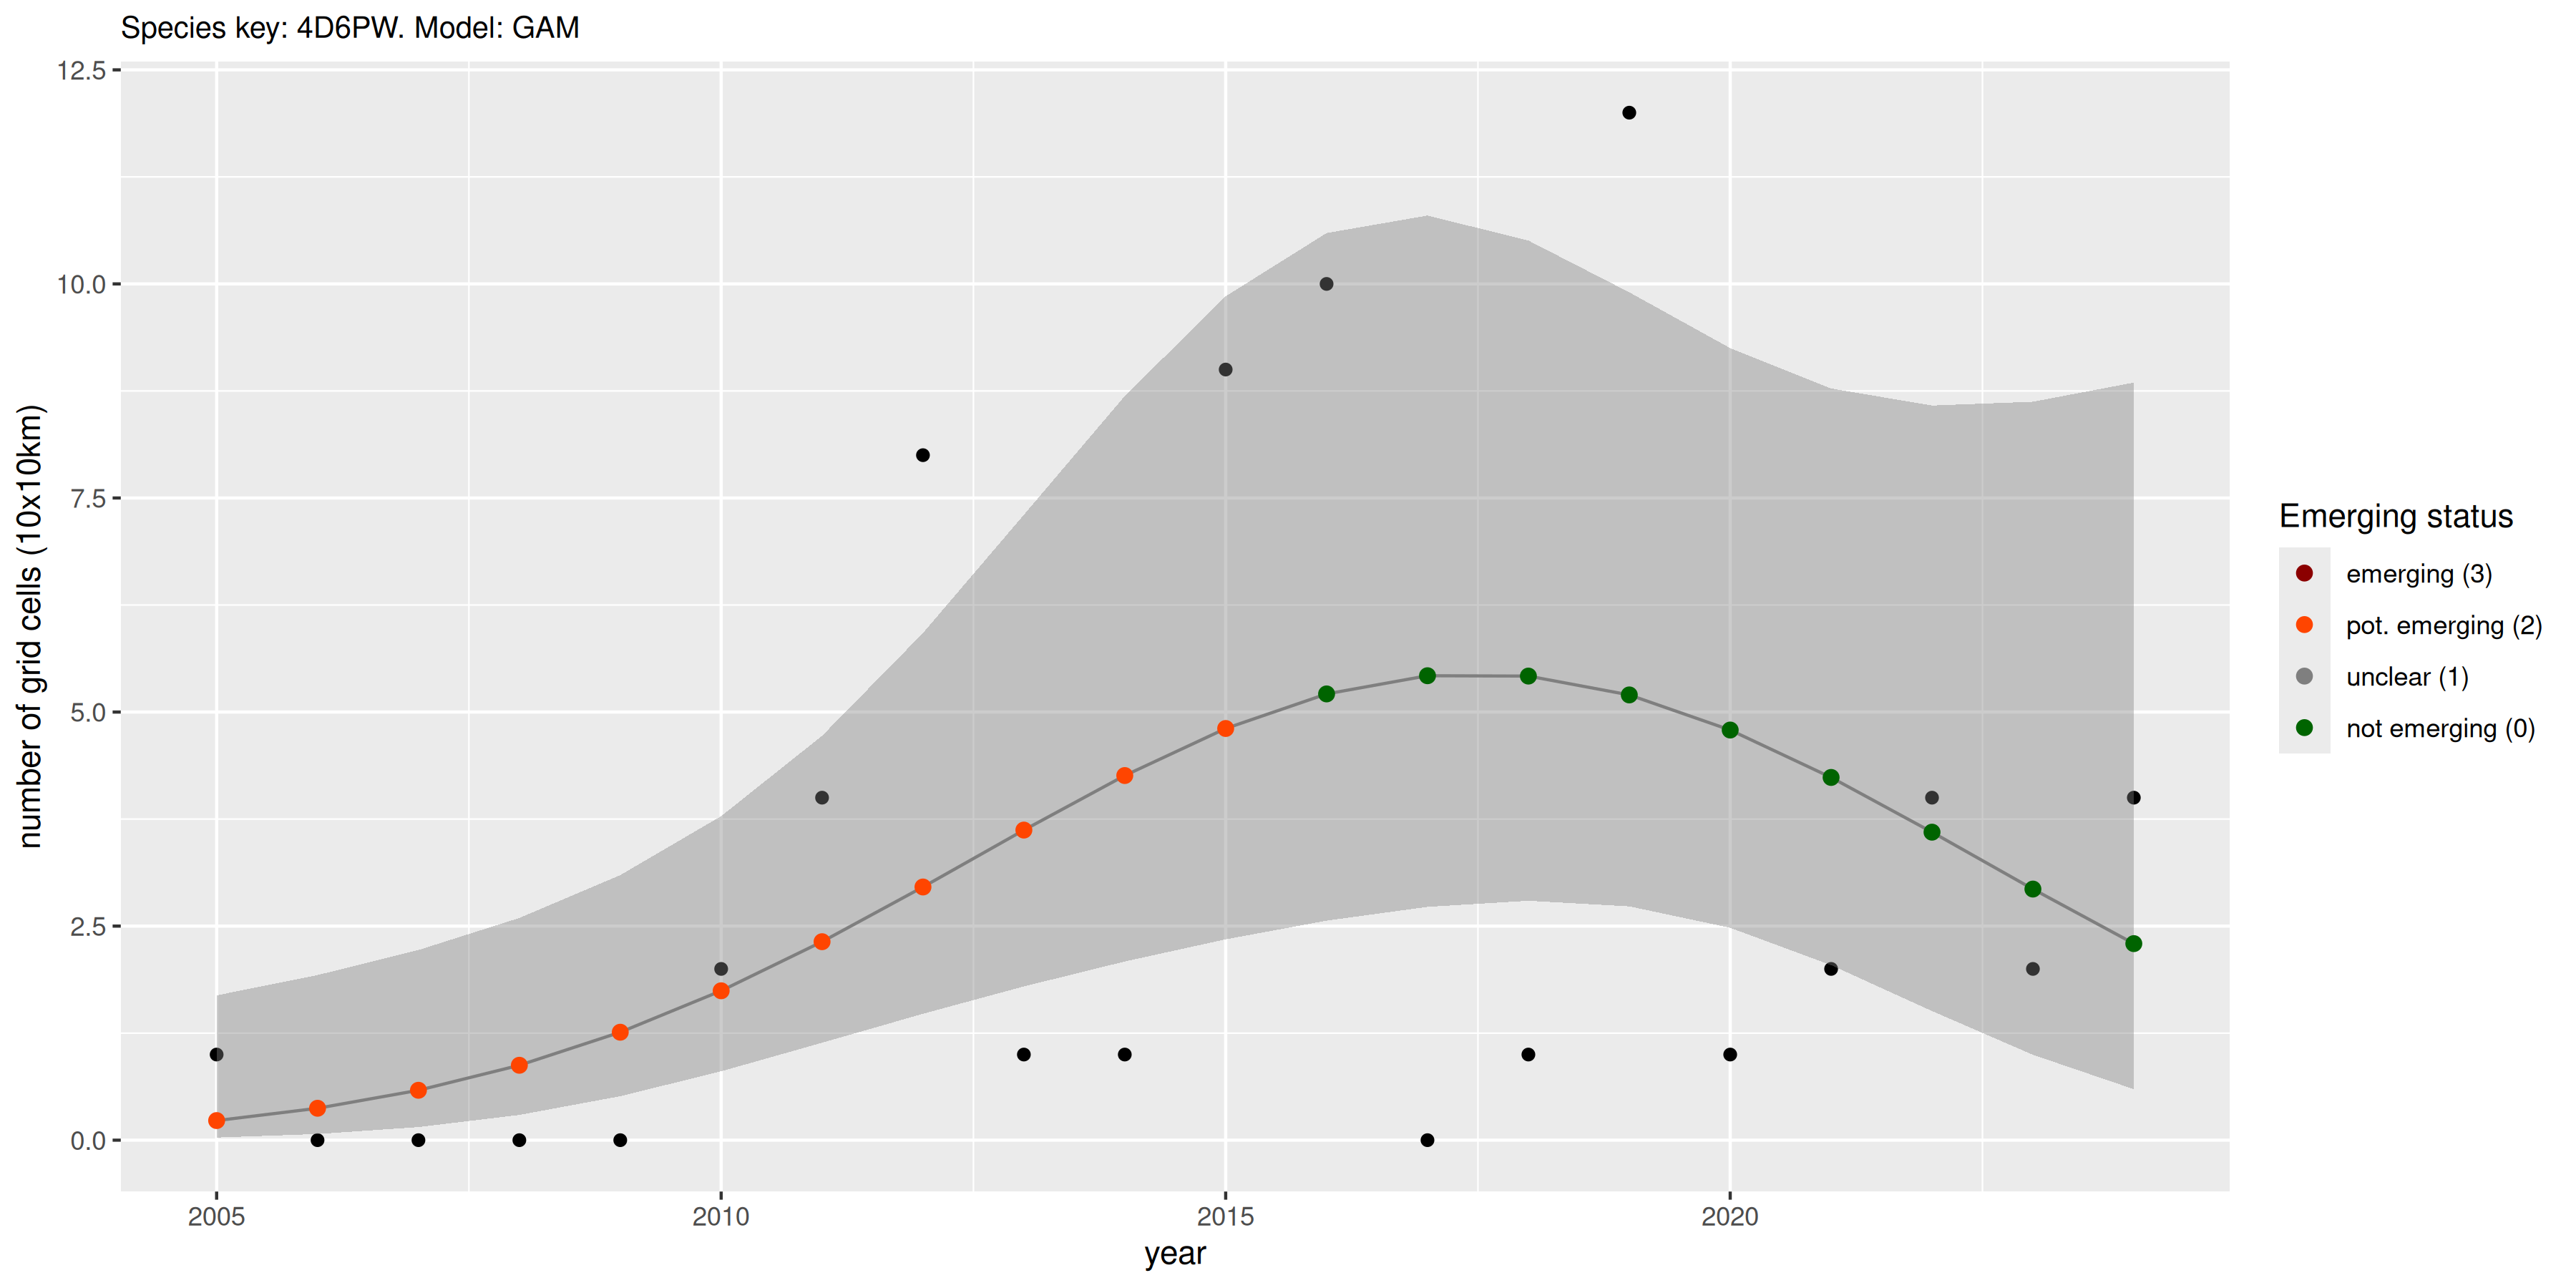 Species key: 4D6PW. Model: GAM
12.5
10.0
7.5
5.0
2.5
0.0
number of grid cells (10x10km)
2005
2010
2015
2020
year
Emerging status
emerging (3)
pot. emerging (2)
unclear (1)
not emerging (0)